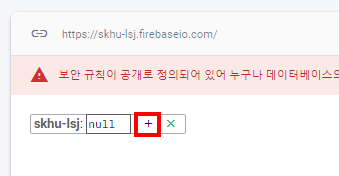 https://skhu-lsj.firebaseio.com/
보안 규칙이 공개로 정의되어 있어 누구나 데이터베이스의
skhu-lsj: null + ×